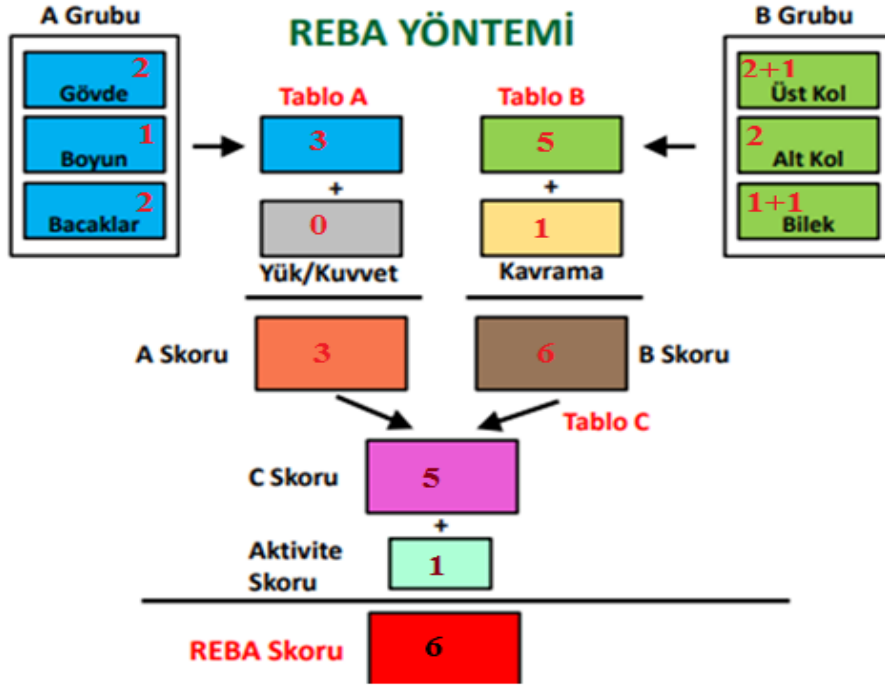 A Grubu
REBA YÖNTEMİ
B Grubu
2
Gövde
1
Boyun
2
Bacaklar
Tablo A
3
+
0
Yük/Kuvvet
A Skoru
3
Tablo B
5
+
1
Kavrama
6
B Skoru
2+1
Üst Kol
2
Alt Kol
1+1
Bilek
Tablo C
C Skoru
5
+
Aktivite
Skoru
1
REBA Skoru
6